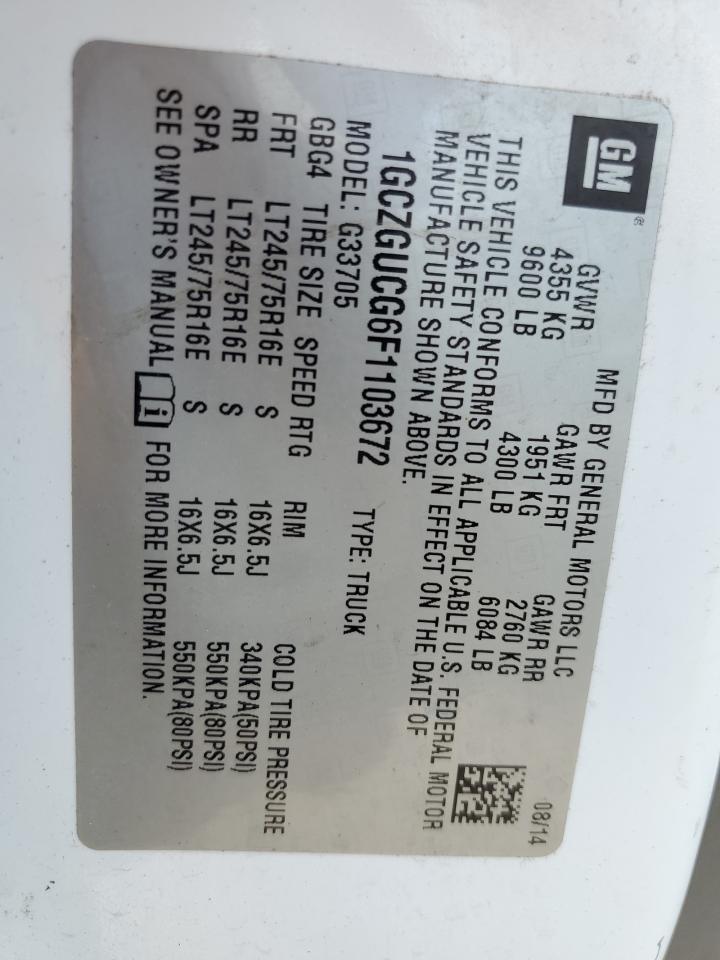 GM®
MFD BY GENERAL MOTORS LLC 08/14
GVWR GAWR FRT GAWR RR
4355 KG 1951 KG 2760 KG
9600 LB 4300 LB 6084 LB
THIS VEHICLE CONFORMS TO ALL APPLICABLE U.S. FEDERAL MOTOR
VEHICLE SAFETY STANDARDS IN EFFECT ON THE DATE OF
MANUFACTURE SHOWN ABOVE.
1GCZGUCG6F1103672 TYPE: TRUCK
MODEL: G33705
GBG4 TIRE SIZE SPEED RTG RIM COLD TIRE PRESSURE
FRT LT245/75R16E S 16X6.5J 340KPA(50PSI)
RR LT245/75R16E S 16X6.5J 550KPA(80PSI)
SPA LT245/75R16E S 16X6.5J 550KPA(80PSI)
SEE OWNER'S MANUAL i FOR MORE INFORMATION.